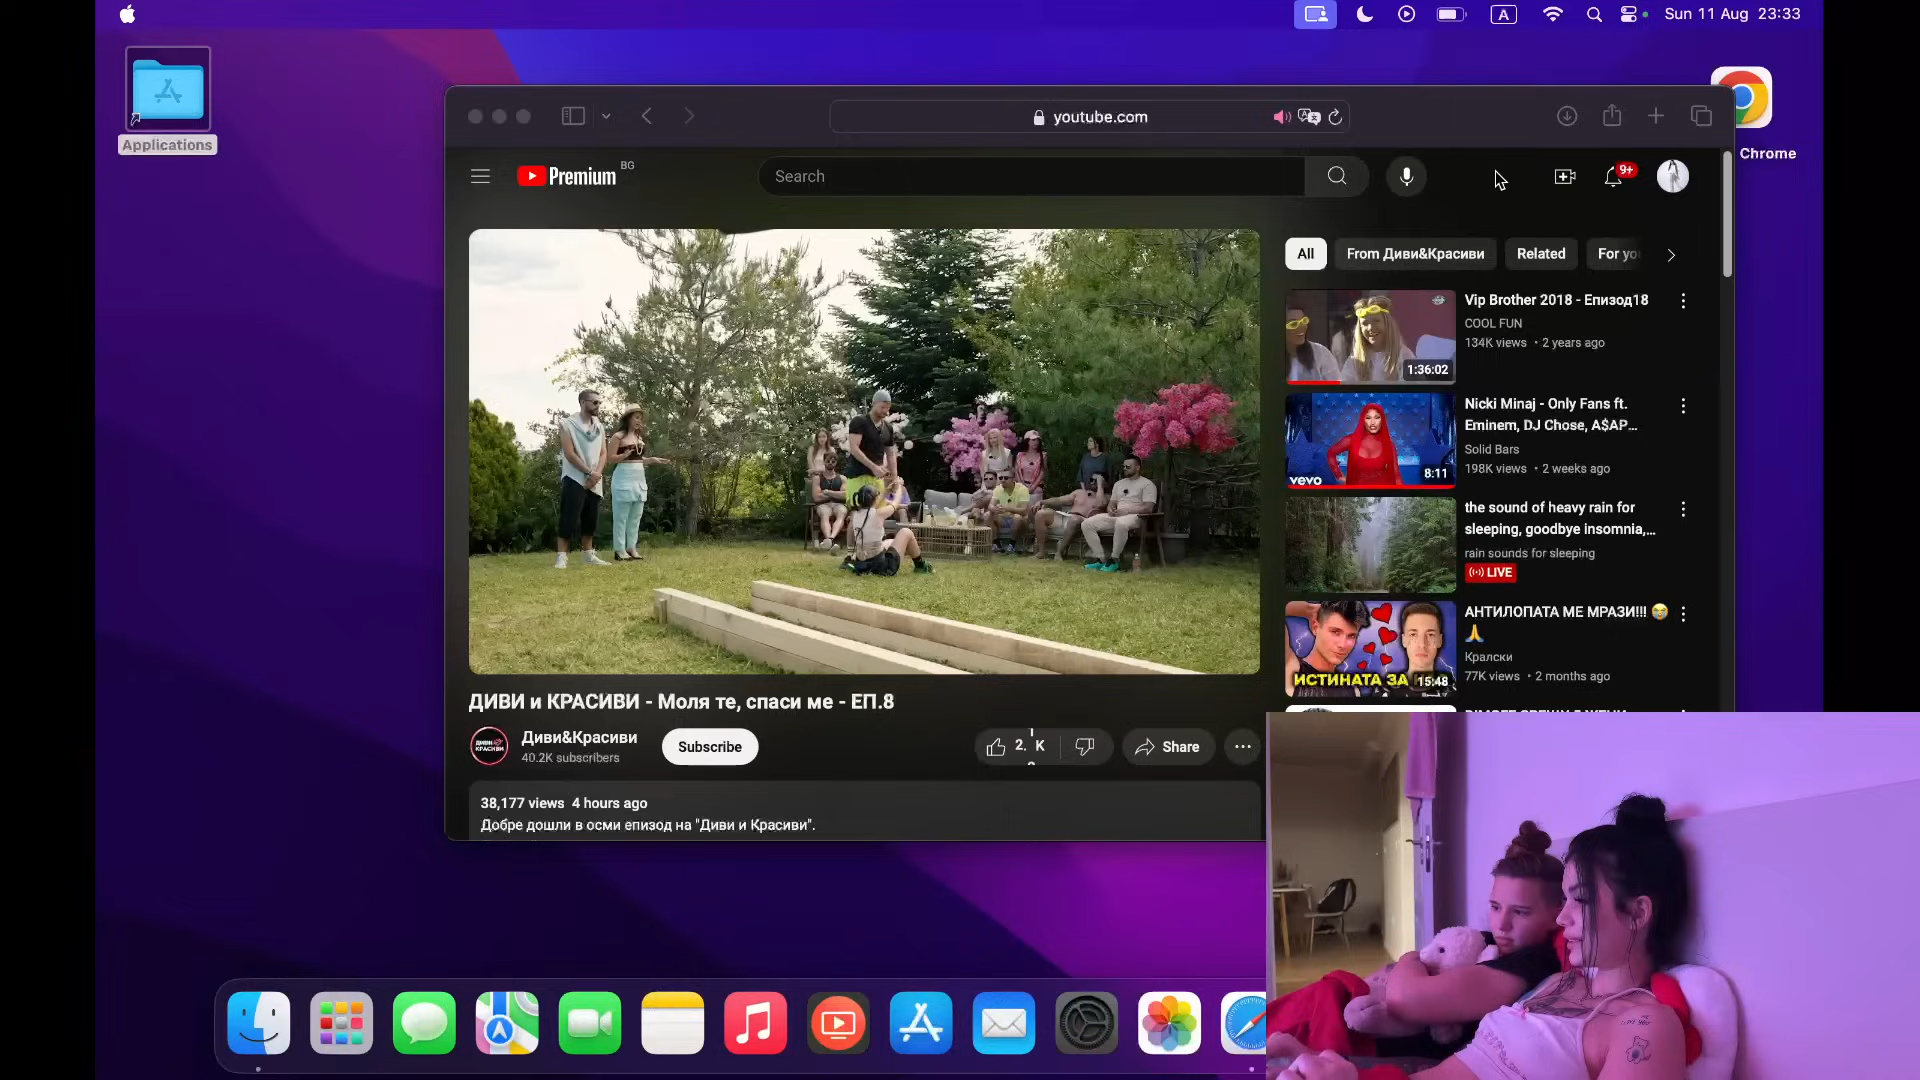 Sun 11 Aug 23:33
A
Applications
youtube.com
Chrome
Premium BG
Search
9+
All
From Диви&Красиви
Related
Vip Brother 2018 - Епизод18
COOL FUN
134K views • 2 years ago
1:36:02
Nicki Minaj - Only Fans ft.
Eminem, DJ Chose, A$AP...
Solid Bars
198K views • 2 weeks ago
8:11
vevo
the sound of heavy rain for
sleeping, goodbye insomnia,...
rain sounds for sleeping
LIVE
АНТИЛОПАТА МЕ МРАЗИ!!! 😭
🙏
Кралски
77K views • 2 months ago
ИСТИНАТА ЗА
15:48
ДИВИ и КРАСИВИ - Моля те, спаси ме - ЕП.8
Диви&Красиви
40.2K subscribers
Subscribe
Share
38,177 views 4 hours ago
Добре дошли в осми епизод на "Диви и Красиви".